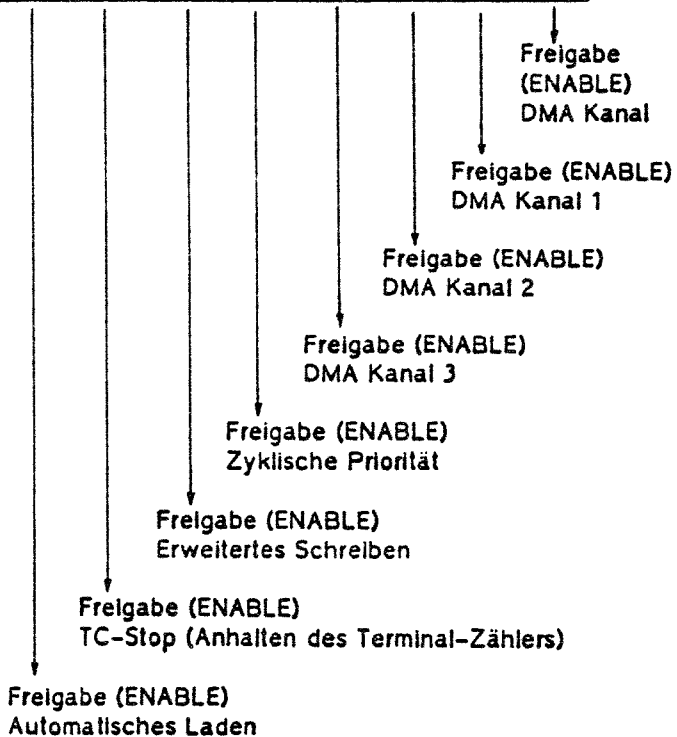 Freigabe
(ENABLE)
DMA Kanal
Freigabe (ENABLE)
DMA Kanal 1
Freigabe (ENABLE)
DMA Kanal 2
Freigabe (ENABLE)
DMA Kanal 3
Freigabe (ENABLE)
Zyklische Priorität
Freigabe (ENABLE)
Erweitertes Schreiben
Freigabe (ENABLE)
TC-Stop (Anhalten des Terminal-Zählers)
Freigabe (ENABLE)
Automatisches Laden